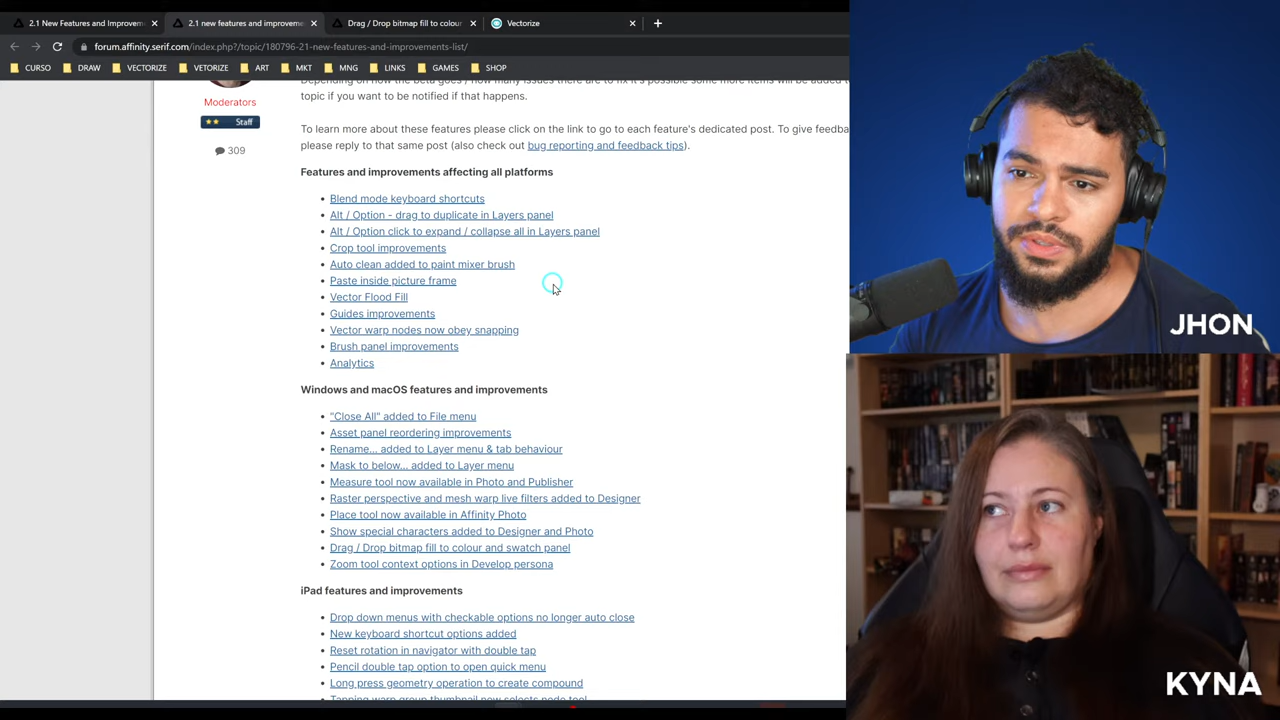 2.1 New Features and Improveme
2.1 new features and improveme
Drag / Drop bitmap fill to colou
Vectorize
forum.affinity.serif.com/index.php?/topic/180796-21-new-features-and-improvements-list/
CURSO
DRAW
VECTORIZE
VETORIZE
ART
MKT
MNG
LINKS
GAMES
SHOP
Depending on how the beta goes / how many issues there are to fix it's possible some more items will be added t
Moderators
topic if you want to be notified if that happens.
Staff
309
To learn more about these features please click on the link to go to each feature's dedicated post. To give feedba
please reply to that same post (also check out bug reporting and feedback tips).
Features and improvements affecting all platforms
• Blend mode keyboard shortcuts
• Alt / Option - drag to duplicate in Layers panel
• Alt / Option click to expand / collapse all in Layers panel
• Crop tool improvements
• Auto clean added to paint mixer brush
• Paste inside picture frame
• Vector Flood Fill
• Guides improvements
• Vector warp nodes now obey snapping
• Brush panel improvements
• Analytics
Windows and macOS features and improvements
• "Close All" added to File menu
• Asset panel reordering improvements
• Rename... added to Layer menu & tab behaviour
• Mask to below... added to Layer menu
• Measure tool now available in Photo and Publisher
• Raster perspective and mesh warp live filters added to Designer
• Place tool now available in Affinity Photo
• Show special characters added to Designer and Photo
• Drag / Drop bitmap fill to colour and swatch panel
• Zoom tool context options in Develop persona
iPad features and improvements
• Drop down menus with checkable options no longer auto close
• New keyboard shortcut options added
• Reset rotation in navigator with double tap
• Pencil double tap option to open quick menu
• Long press geometry operation to create compound
• Tapping warp group thumbnail now selects node tool
JHON
KYNA